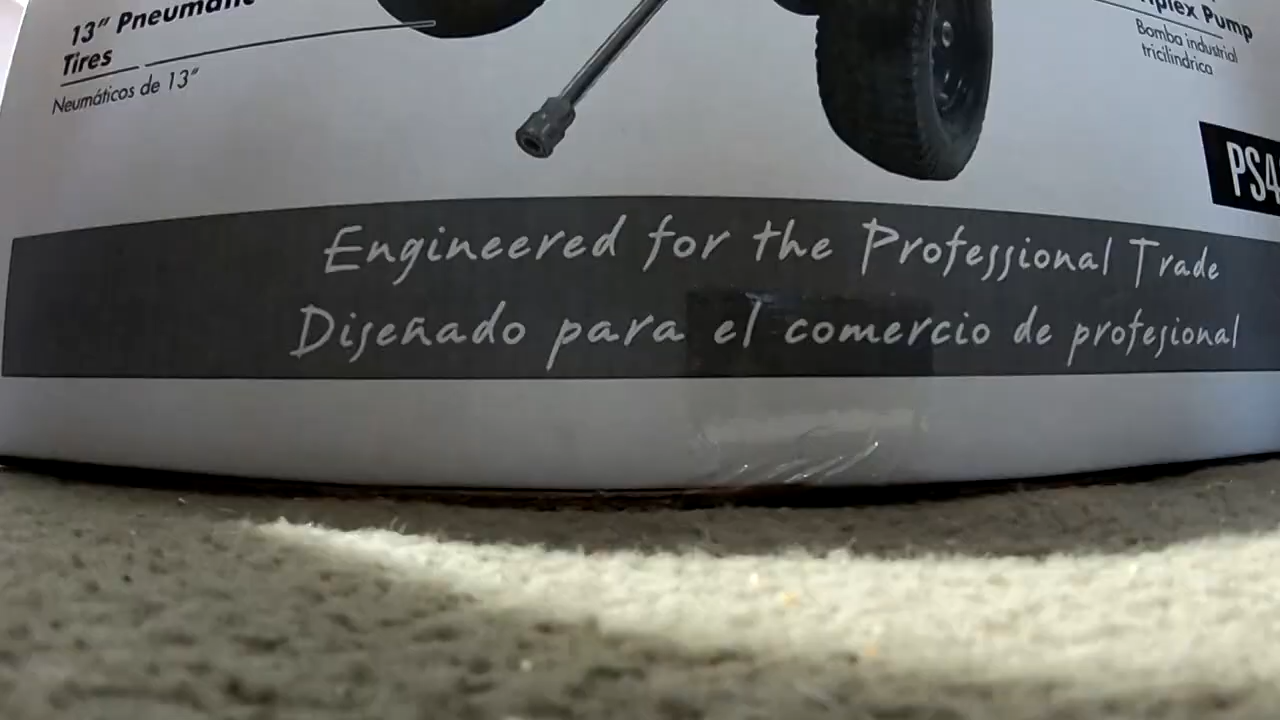 13" Pneumatic
Tires
Neumáticos de 13"
Pump
Bomba industrial
tricilíndrica
Engineered for the Professional Trade
Diseñado para el comercio de profesional